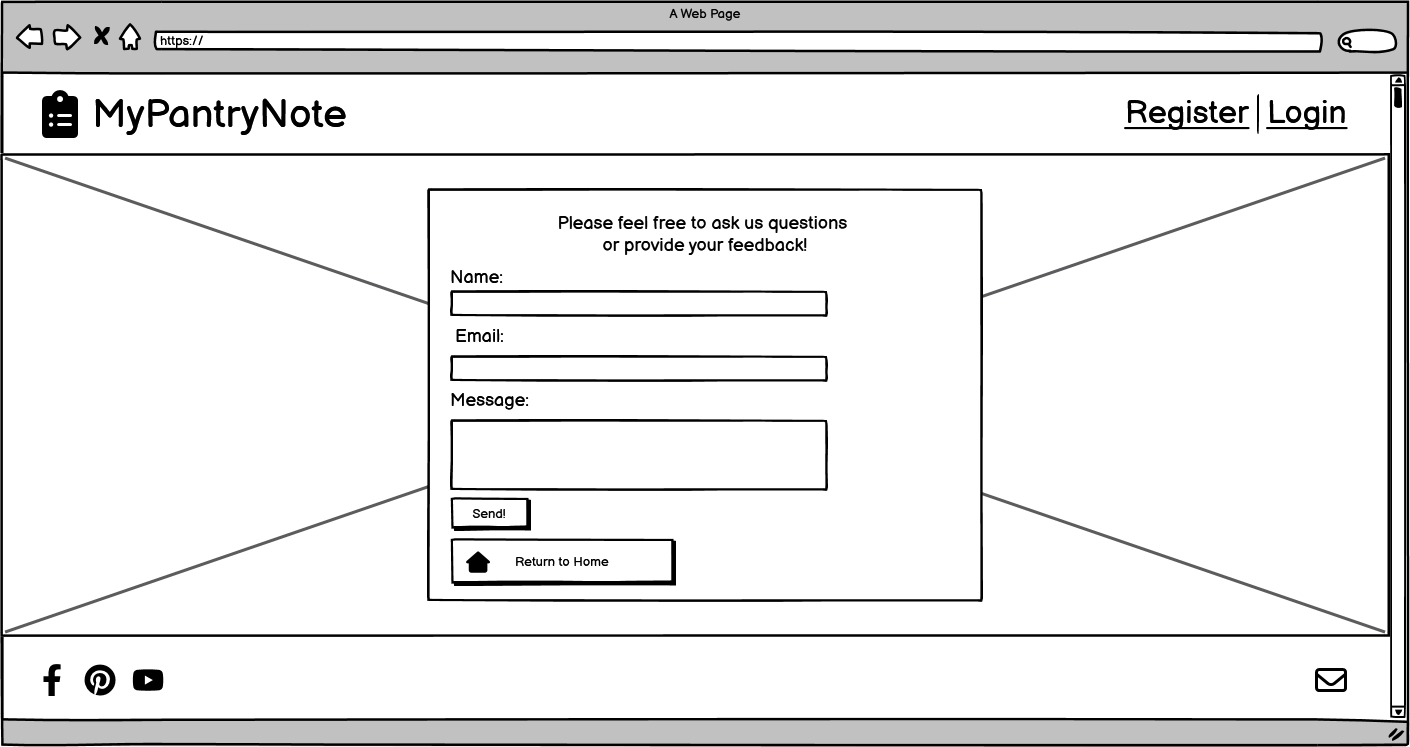 A Web Page
https://
MyPantryNote
Register | Login
Please feel free to ask us questions
or provide your feedback!
Name:
Email:
Message:
Send!
Return to Home